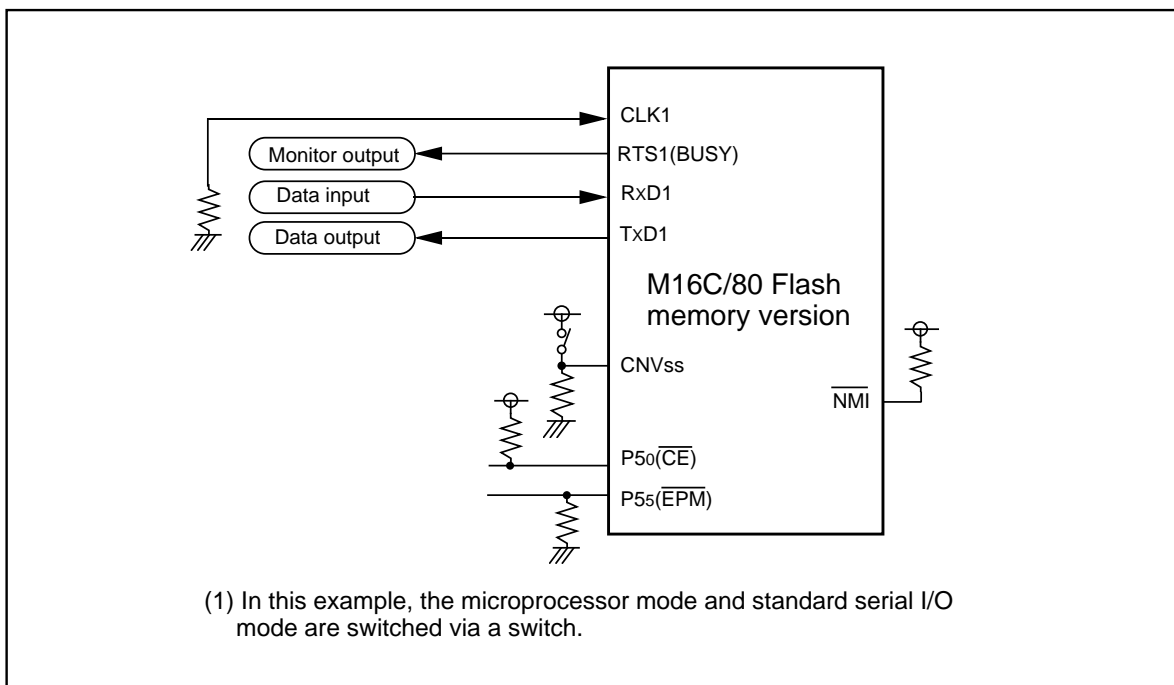 CLK1
Monitor output
RTS1(BUSY)
Data input
RXD1
Data output
TXD1
M16C/80 Flash
memory version
CNVss
NMI
P50(CE)
P55(EPM)
(1) In this example, the microprocessor mode and standard serial I/O
mode are switched via a switch.